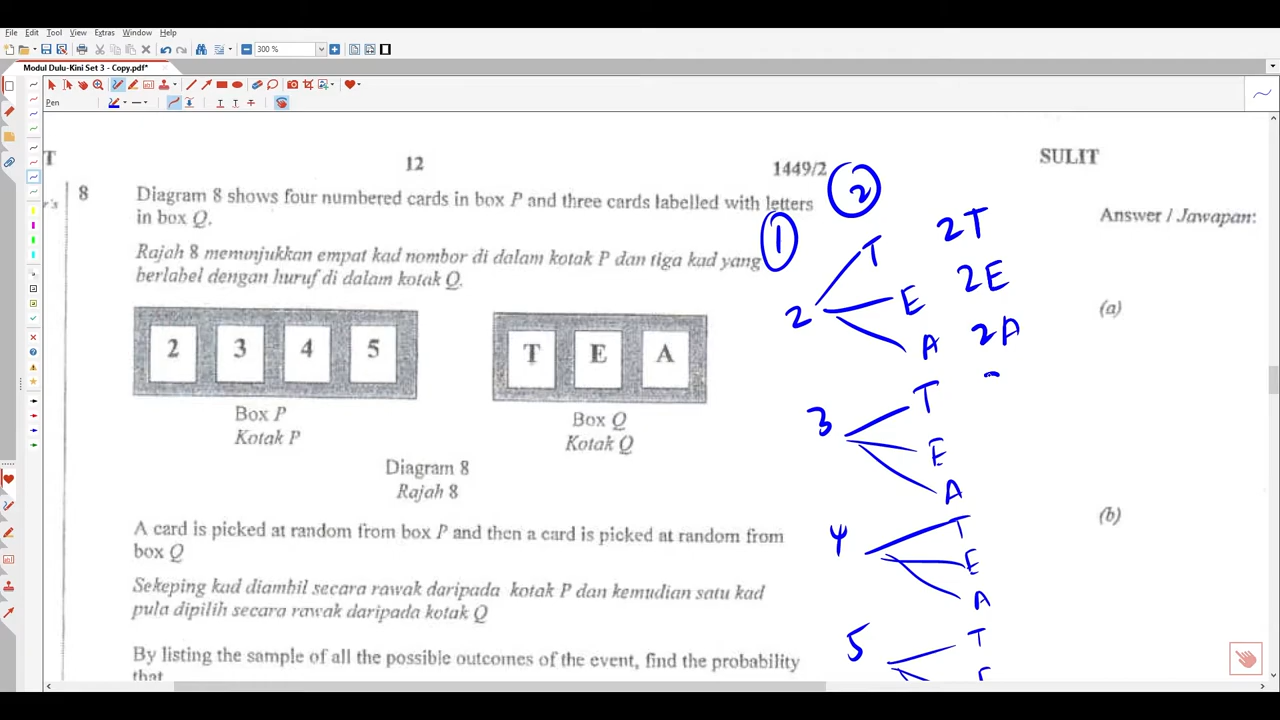 File Edit Tool View Extras Window Help
300 %
Modul Dulu-Kini Set 3 - Copy.pdf*
Pen
T
12
1449/2
SULIT
8
Diagram 8 shows four numbered cards in box P and three cards labelled with letters
in box Q.
Rajah 8 menunjukkan empat kad nombor di dalam kotak P dan tiga kad yang
berlabel dengan huruf di dalam kotak Q.
2 3 4 5
T E A
Box P
Kotak P
Box Q
Kotak Q
Diagram 8
Rajah 8
A card is picked at random from box P and then a card is picked at random from
box Q
Sekeping kad diambil secara rawak daripada kotak P dan kemudian satu kad
pula dipilih secara rawak daripada kotak Q
By listing the sample of all the possible outcomes of the event, find the probability
that
1
2
T 2T
2 E 2E
A 2A
T
3 E
A
T
4 E
A
T
5
Answer / Jawapan:
(a)
(b)